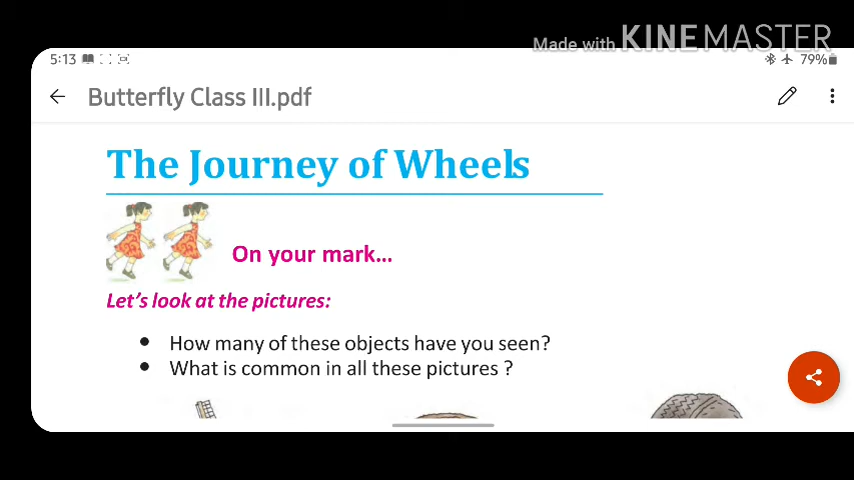 Made with KINEMASTER
5:13
79%
Butterfly Class III.pdf
The Journey of Wheels
On your mark...
Let's look at the pictures:
• How many of these objects have you seen?
• What is common in all these pictures ?